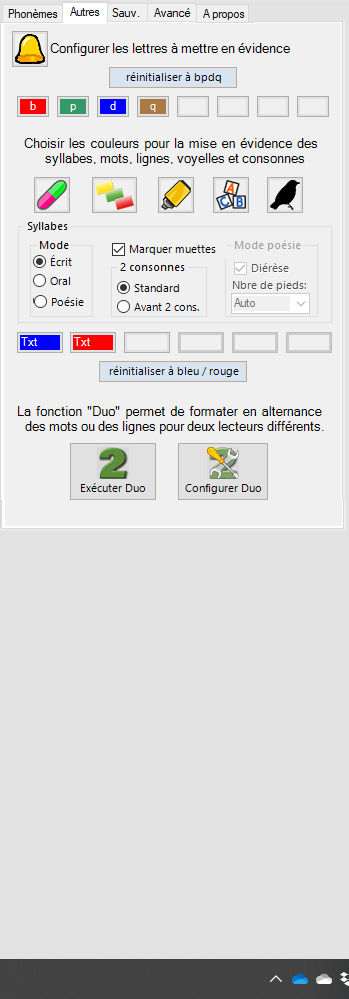 Phonèmes Autres Sauv. Avancé A propos
Configurer les lettres à mettre en évidence
réinitialiser à bpdq
b p d q
Choisir les couleurs pour la mise en évidence des
syllabes, mots, lignes, voyelles et consonnes
A
C B
Syllabes
Mode
Écrit
Oral
Poésie
Marquer muettes
2 consonnes
Standard
Avant 2 cons.
Mode poésie
Diérèse
Nbre de pieds:
Auto
Txt Txt
réinitialiser à bleu / rouge
La fonction "Duo" permet de formater en alternance
des mots ou des lignes pour deux lecteurs différents.
2
Exécuter Duo
Configurer Duo